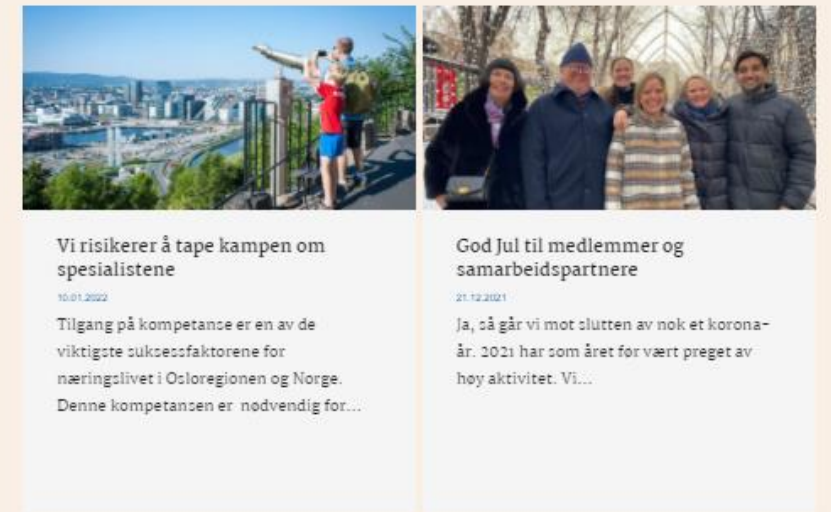 Vi risikerer å tape kampen om
spesialistene
10.01.2022
Tilgang på kompetanse er en av de
viktigste suksessfaktorene for
næringslivet i Osloregionen og Norge.
Denne kompetansen er nødvendig for...
God Jul til medlemmer og
samarbeidspartnere
21.12.2021
Ja, så går vi mot slutten av nok et korona-
år. 2021 har som året før vært preget av
høy aktivitet. Vi...